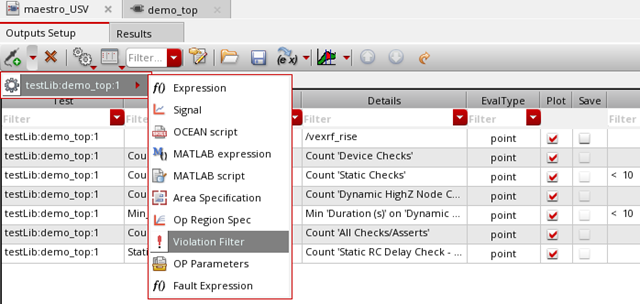 maestro_USV demo_top
Outputs Setup Results
Filter...
testLib:demo_top:1
Expression
Signal
OCEAN script
MATLAB expression
MATLAB script
Area Specification
Op Region Spec
Violation Filter
OP Parameters
Fault Expression
Test Details EvalType Plot Save
Filter Filter Filter Filter
testLib:demo_top:1 /vexrf_rise point
testLib:demo_top:1 Cou Count 'Device Checks' point
testLib:demo_top:1 Cou Count 'Static Checks' point < 10
testLib:demo_top:1 Cou Count 'Dynamic HighZ Node C... point
testLib:demo_top:1 Min_ Min 'Duration (s)' on 'Dynamic ... point < 10
testLib:demo_top:1 Cou Count 'All Checks/Asserts' point
testLib:demo_top:1 Stati Count 'Static RC Delay Check - ... point